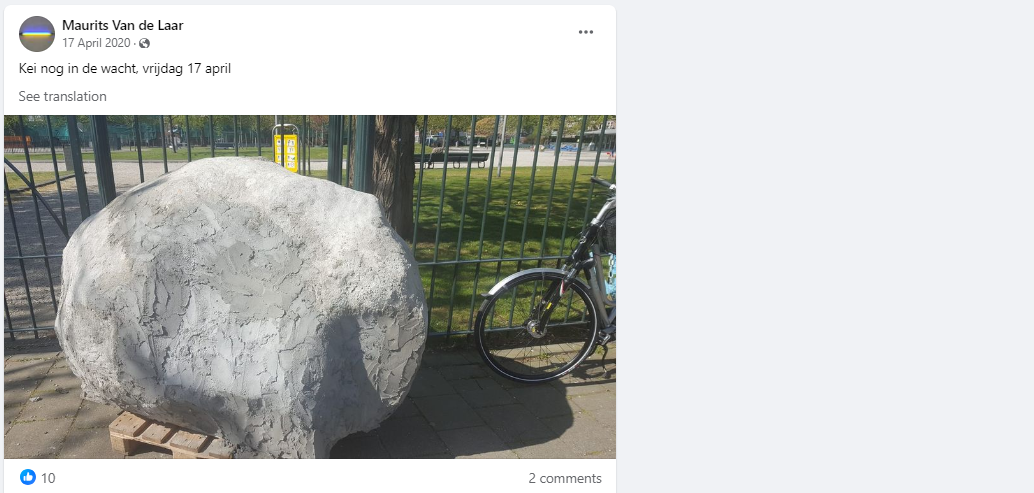 Maurits Van de Laar
17 April 2020 ·
Kei nog in de wacht, vrijdag 17 april
See translation
10
2 comments